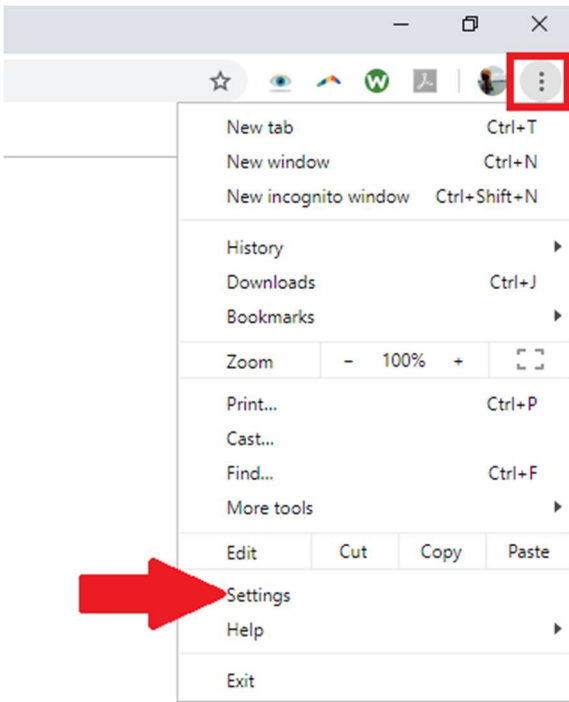 New tab Ctrl+T
New window Ctrl+N
New incognito window Ctrl+Shift+N
History
Downloads Ctrl+J
Bookmarks
Zoom - 100% +
Print... Ctrl+P
Cast...
Find... Ctrl+F
More tools
Edit Cut Copy Paste
Settings
Help
Exit